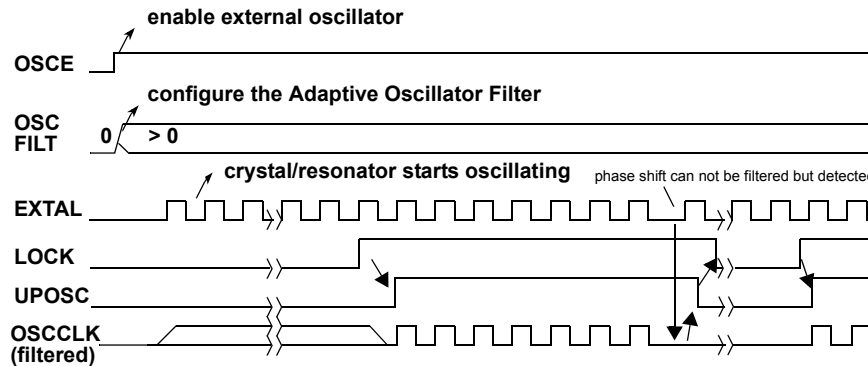 enable external oscillator
OSCE
configure the Adaptive Oscillator Filter
OSC
FILT
0 > 0
crystal/resonator starts oscillating
phase shift can not be filtered but detected
EXTAL
LOCK
UPOSC
OSCCLK
(filtered)